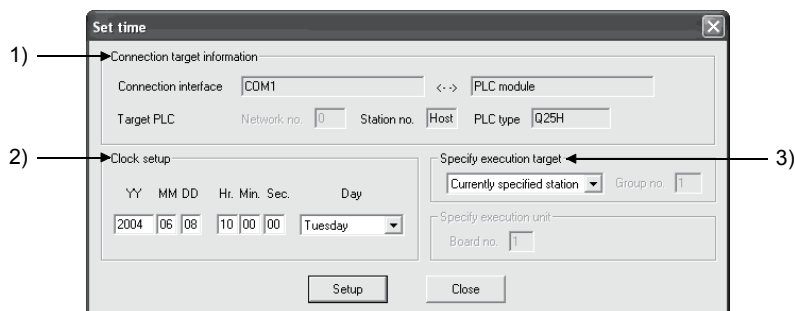 Set time
1)
Connection target information
Connection interface COM1 <--> PLC module
Target PLC Network no. 0 Station no. Host PLC type Q25H
2)
Clock setup
YY MM DD Hr. Min. Sec. Day
2004 06 08 10 00 00 Tuesday
Specify execution target
3)
Currently specified station Group no. 1
Specify execution unit
Board no. 1
Setup Close